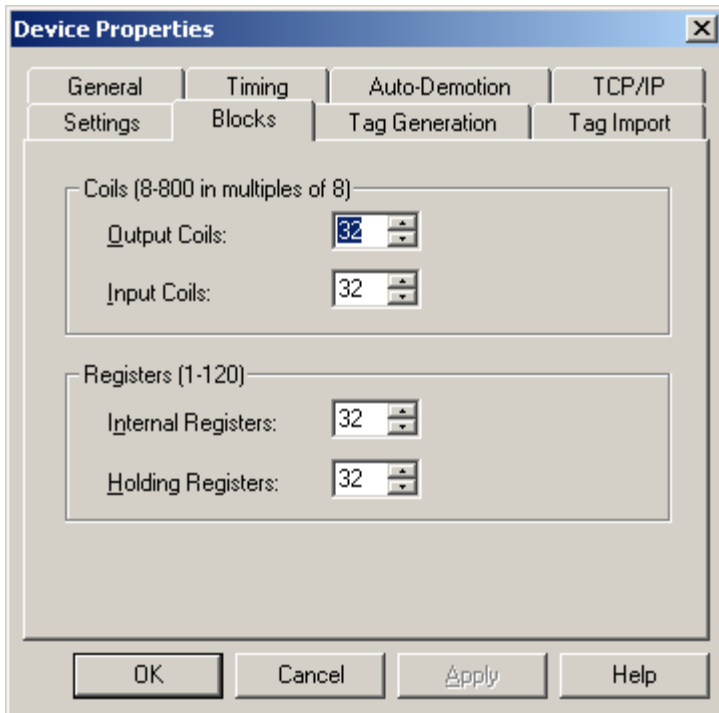 Device Properties
General Timing Auto-Demotion TCP/IP
Settings Blocks Tag Generation Tag Import
Coils (8-800 in multiples of 8)
Output Coils: 32
Input Coils: 32
Registers (1-120)
Internal Registers: 32
Holding Registers: 32
OK Cancel Apply Help